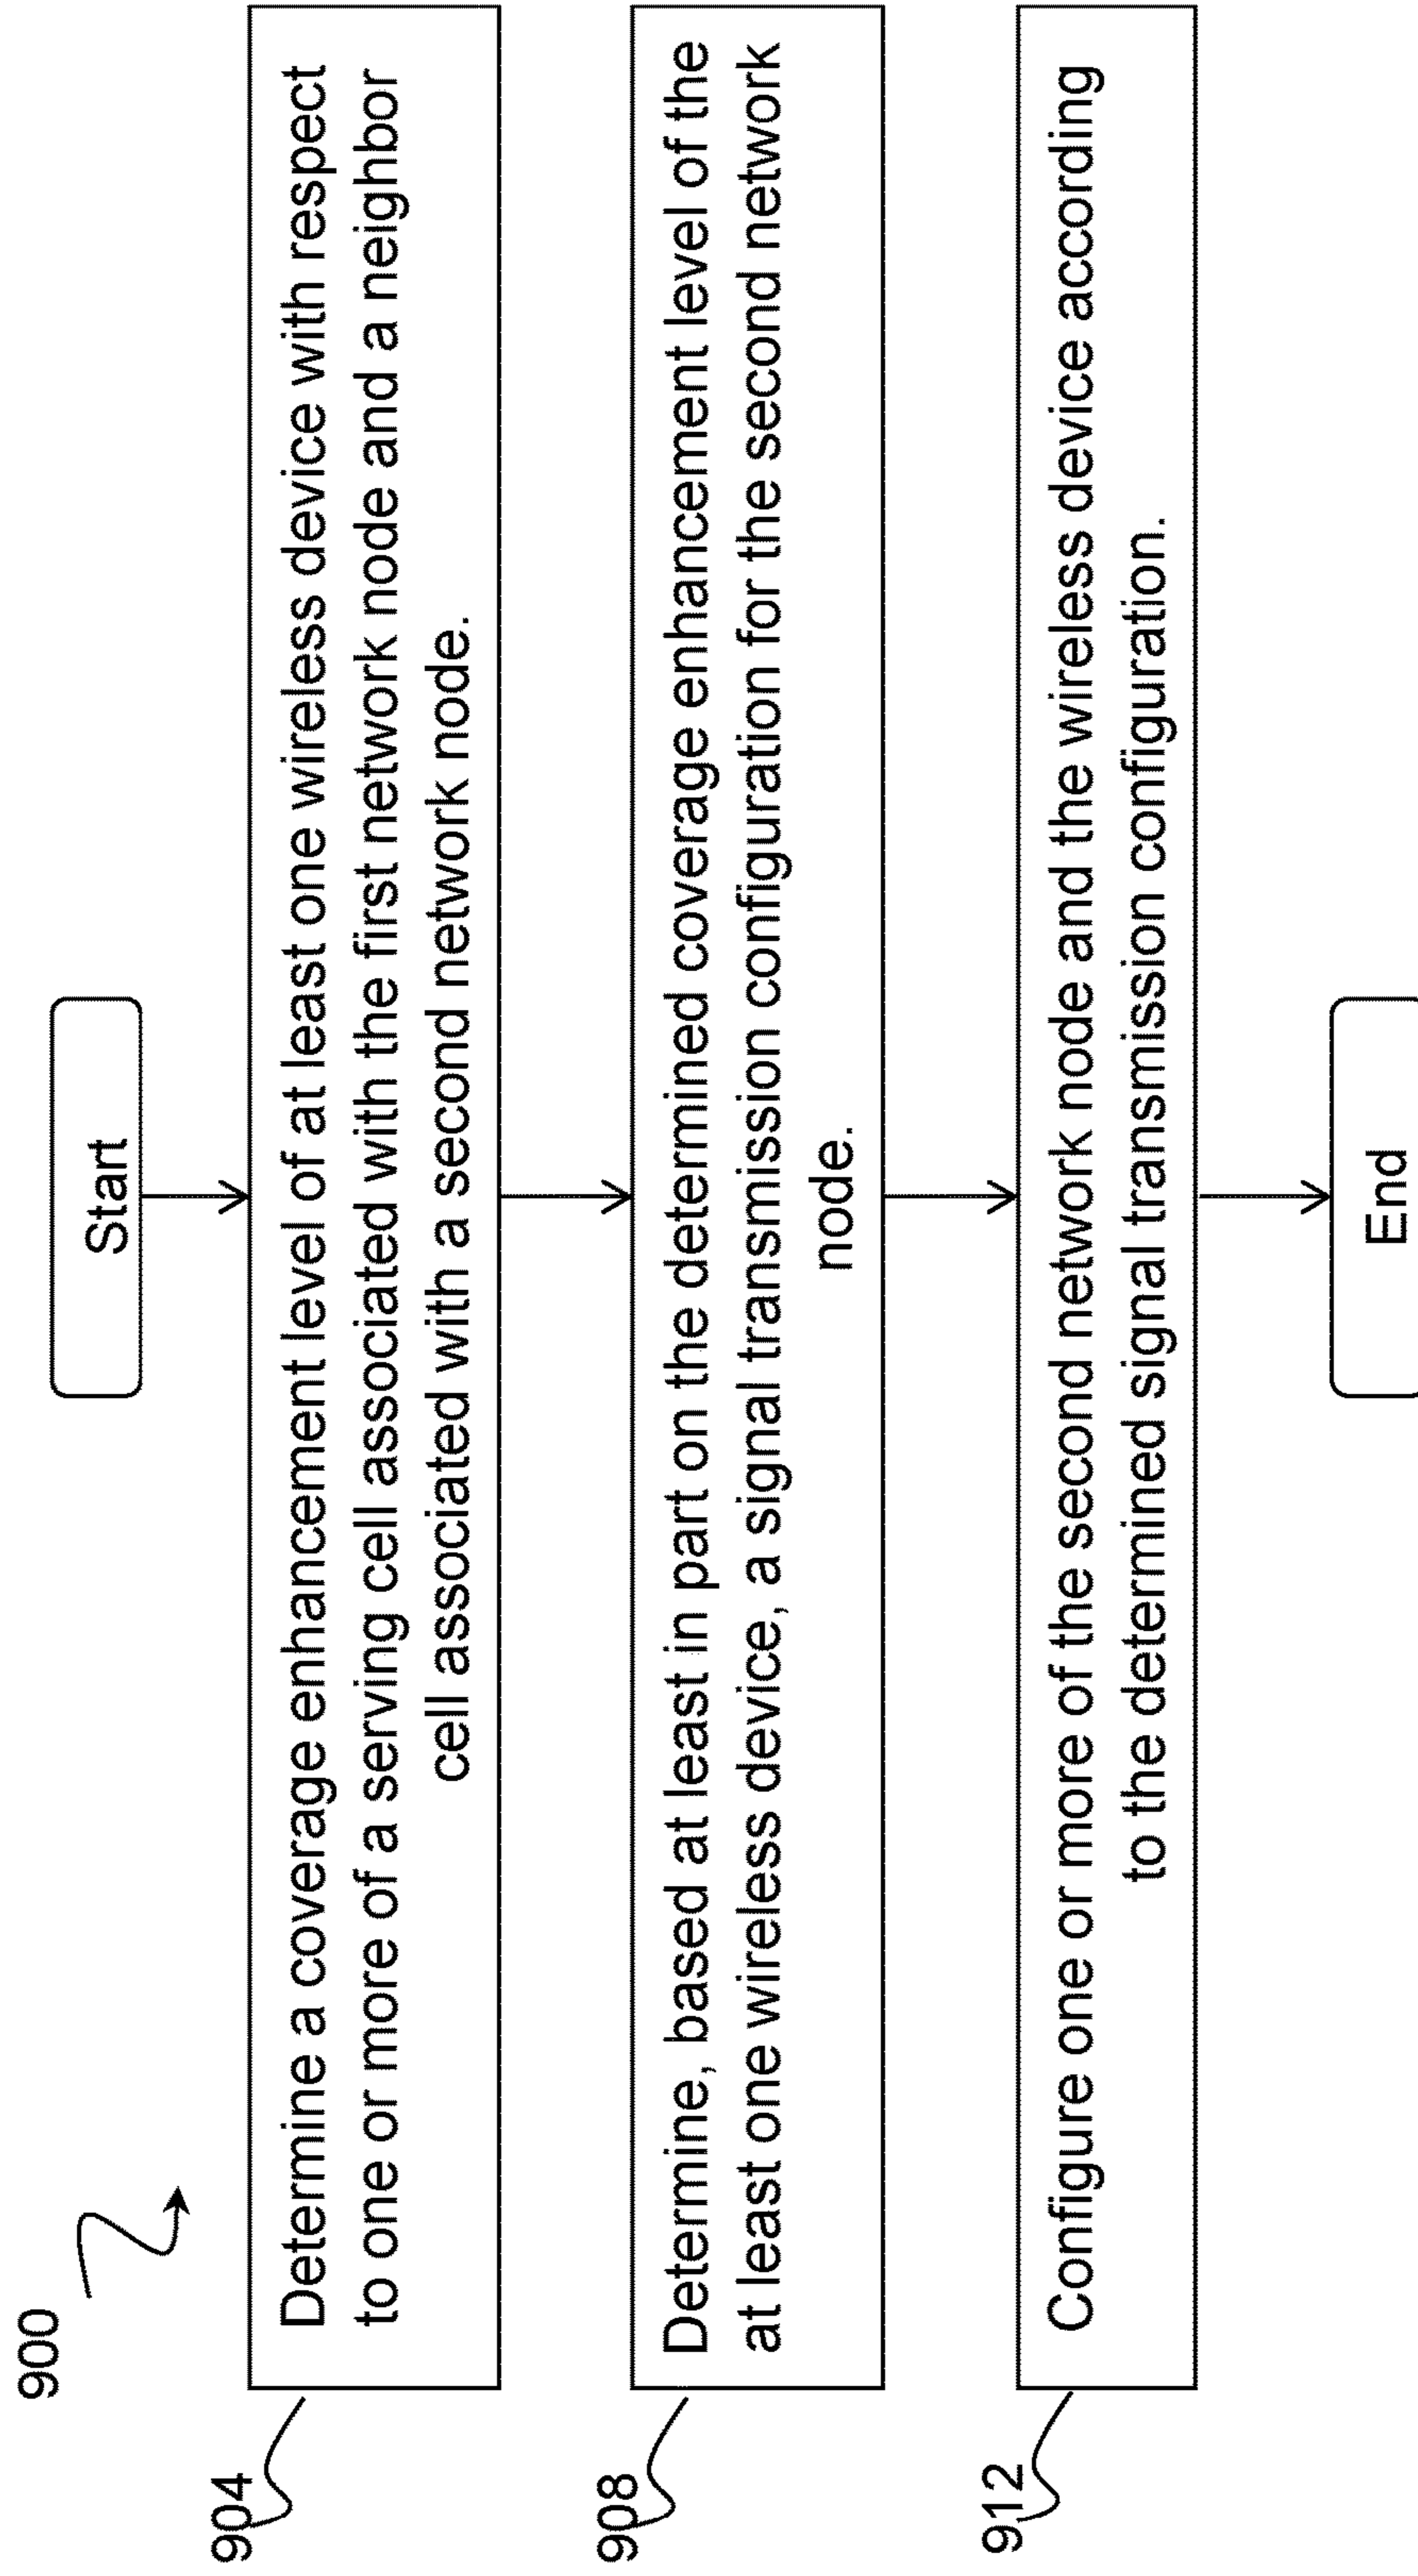 900
Start
904
Determine a coverage enhancement level of at least one wireless device with respect
to one or more of a serving cell associated with the first network node and a neighbor
cell associated with a second network node.
908
Determine, based at least in part on the determined coverage enhancement level of the
at least one wireless device, a signal transmission configuration for the second network
node.
912
Configure one or more of the second network node and the wireless device according
to the determined signal transmission configuration.
End